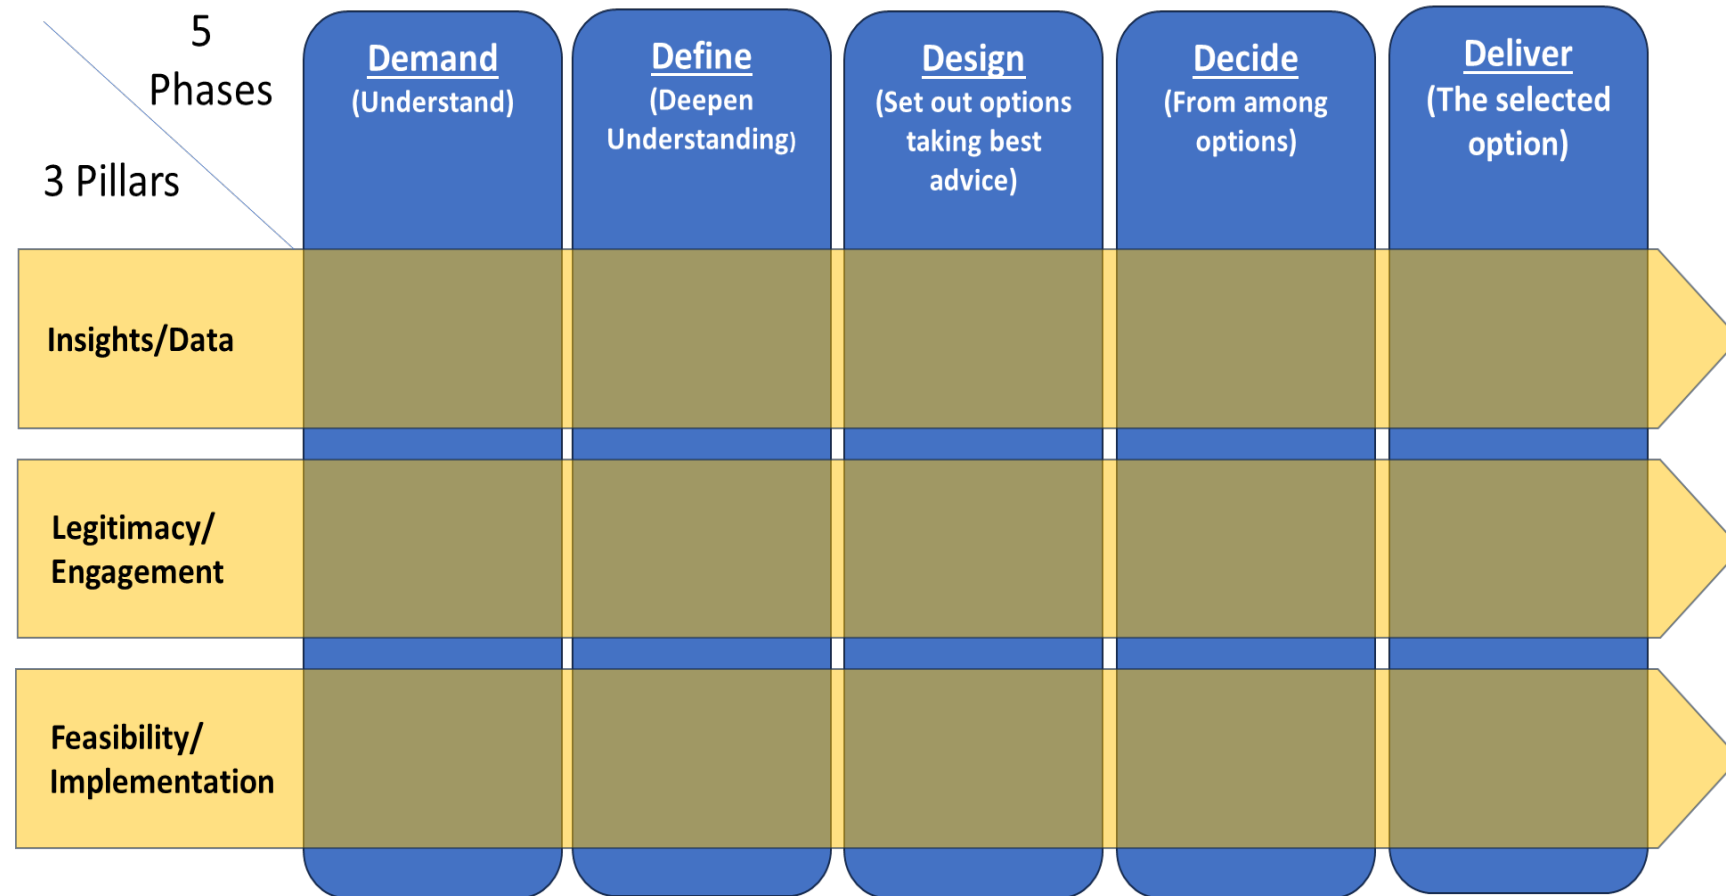 5
Phases
3 Pillars
Demand
(Understand)
Define
(Deepen
Understanding)
Design
(Set out options
taking best
advice)
Decide
(From among
options)
Deliver
(The selected
option)
Insights/Data
Legitimacy/
Engagement
Feasibility/
Implementation